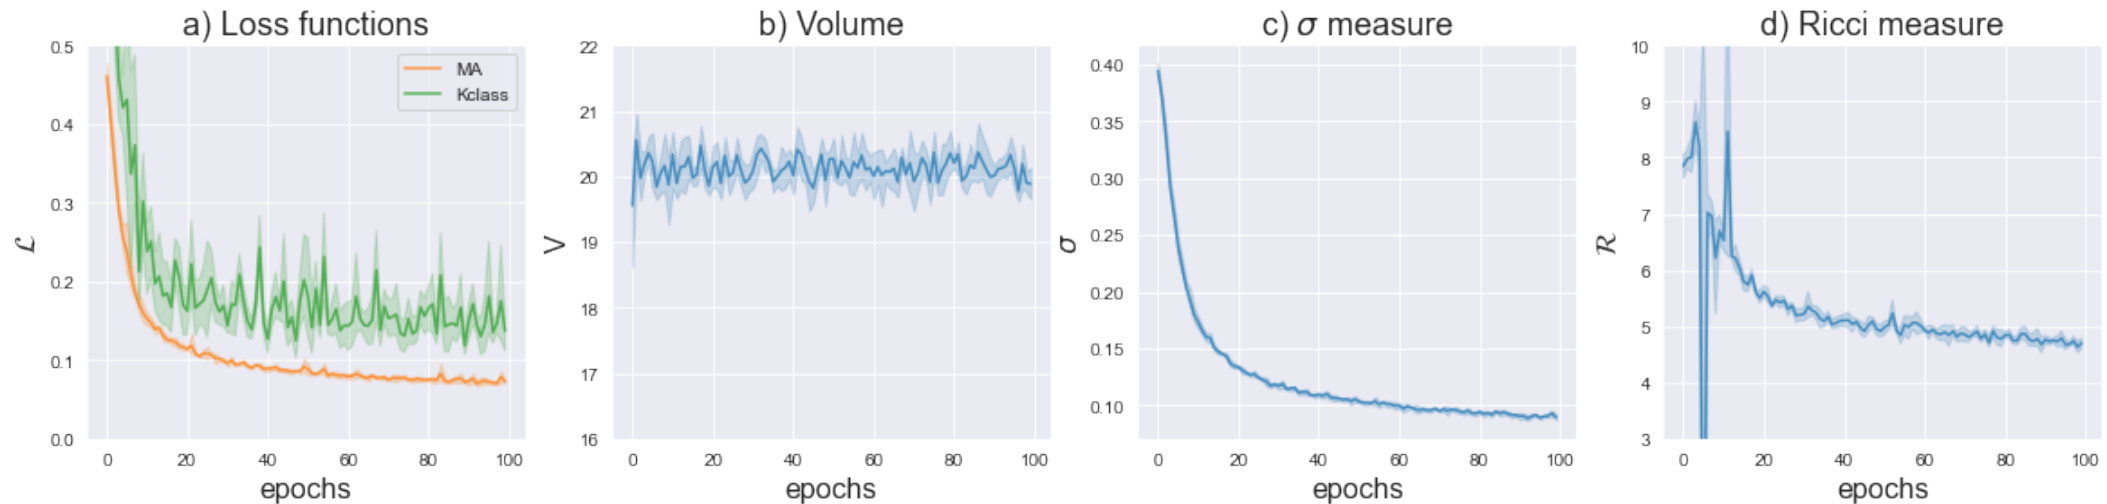 a) Loss functions
0.5
0.4
0.3
0.2
0.1
0.0
ℒ
MA
Kclass
0 20 40 60 80 100
epochs
b) Volume
22
21
20
19
18
17
16
V
0 20 40 60 80 100
epochs
c) σ measure
0.40
0.35
0.30
0.25
0.20
0.15
0.10
σ
0 20 40 60 80 100
epochs
d) Ricci measure
10
9
8
7
6
5
4
3
ℛ
0 20 40 60 80 100
epochs